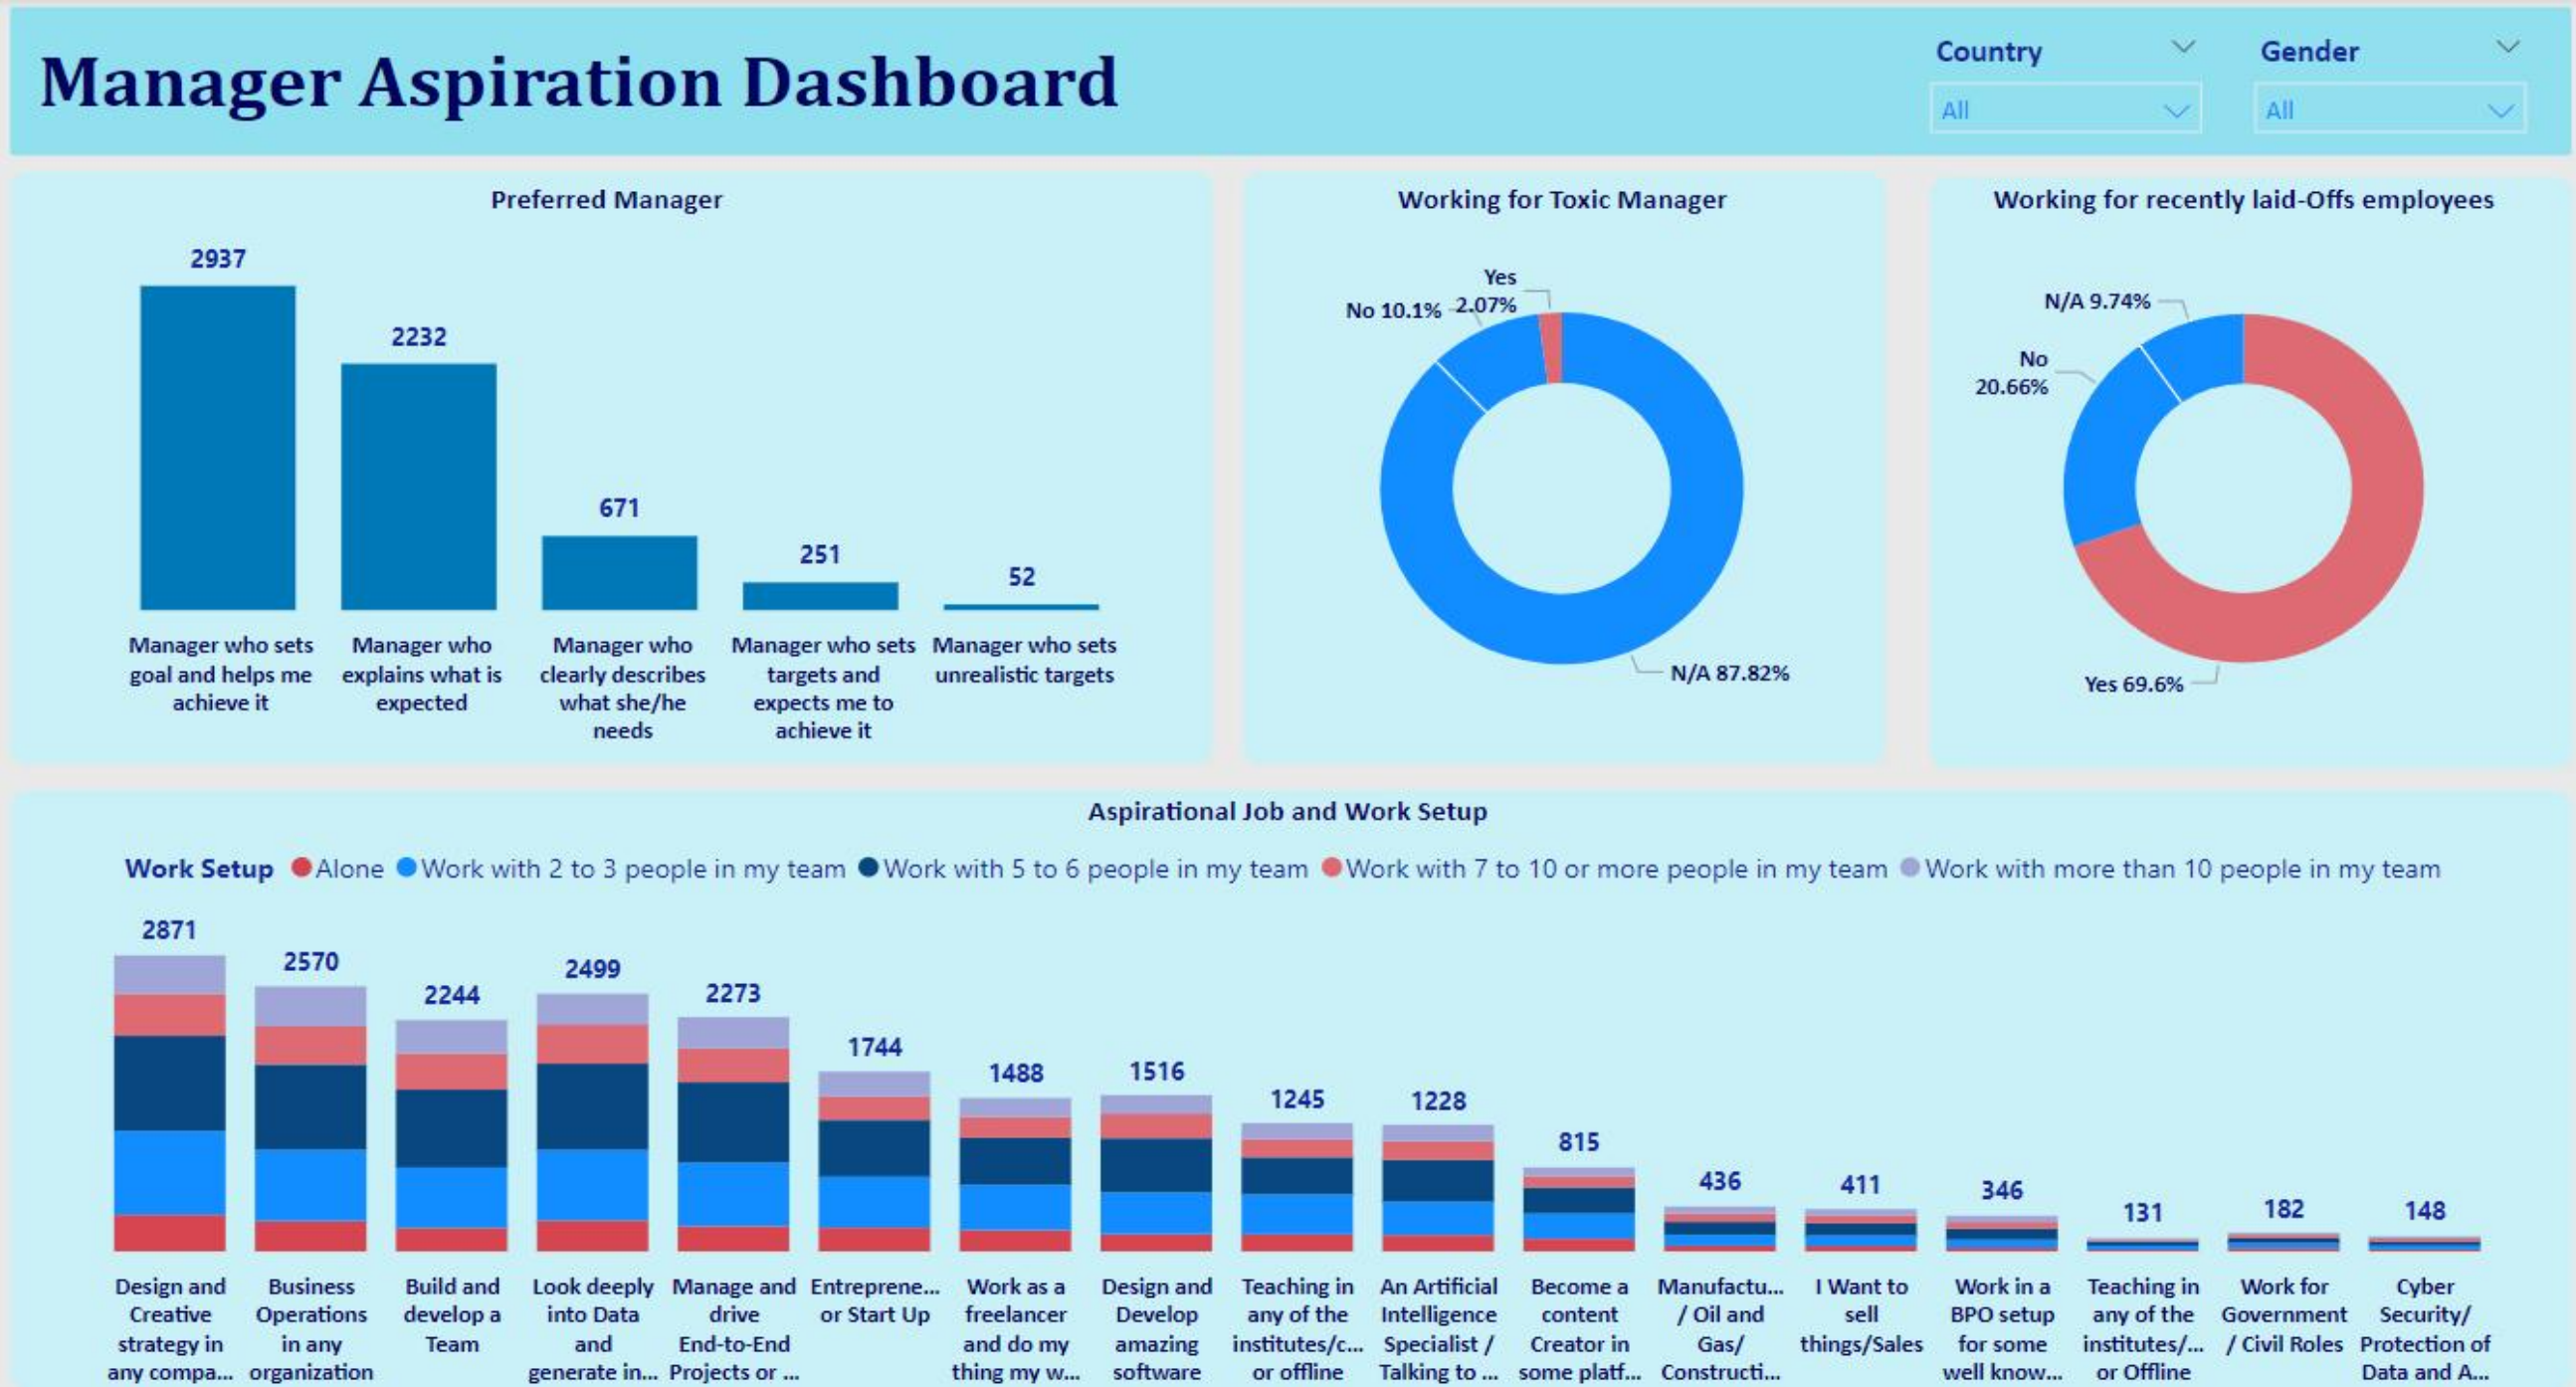 Manager Aspiration Dashboard
Country
All
Gender
All
Preferred Manager
2937
2232
671
251
52
Manager who sets
goal and helps me
achieve it
Manager who
explains what is
expected
Manager who
clearly describes
what she/he
needs
Manager who sets
targets and
expects me to
achieve it
Manager who sets
unrealistic targets
Working for Toxic Manager
Yes
2.07%
No 10.1%
N/A 87.82%
Working for recently laid-Offs employees
N/A 9.74%
No
20.66%
Yes 69.6%
Aspirational Job and Work Setup
Work Setup Alone Work with 2 to 3 people in my team Work with 5 to 6 people in my team Work with 7 to 10 or more people in my team Work with more than 10 people in my team
2871
2570
2244
2499
2273
1744
1488
1516
1245
1228
815
436
411
346
131
182
148
Design and
Creative
strategy in
any compa...
Business
Operations
in any
organization
Build and
develop a
Team
Look deeply
into Data
and
generate in...
Manage and
drive
End-to-End
Projects or ...
Entreprene...
or Start Up
Work as a
freelancer
and do my
thing my w...
Design and
Develop
amazing
software
Teaching in
any of the
institutes/c...
or offline
An Artificial
Intelligence
Specialist /
Talking to ...
Become a
content
Creator in
some platf...
Manufactu...
/ Oil and
Gas/
Constructi...
I Want to
sell
things/Sales
Work in a
BPO setup
for some
well know...
Teaching in
any of the
institutes/...
or Offline
Work for
Government
/ Civil Roles
Cyber
Security/
Protection of
Data and A...